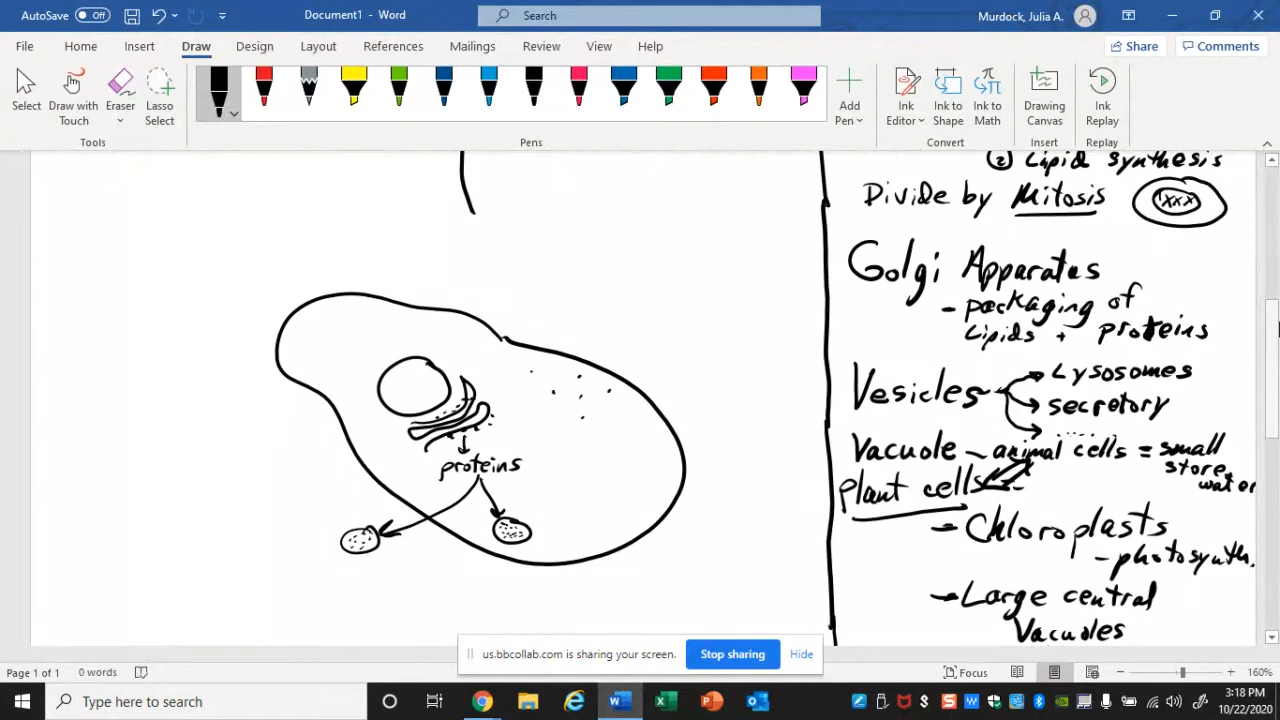 AutoSave Off Document1 - Word Search Murdock, Julia A.
File Home Insert Draw Design Layout References Mailings Review View Help Share Comments
Select Draw with Touch Eraser Lasso Select Add Pen Ink Editor Ink to Shape Ink to Math Drawing Canvas Ink Replay
Tools Pens Convert Insert Replay
② Lipid synthesis
Divide by Mitosis
Golgi Apparatus
- packaging of
Lipids + proteins
Vesicles Lysosomes
secretory
Vacuole - animal cells = small
store
water
plant cells
- Chloroplasts
- photosynth.
- Large central
Vacuoles
proteins
us.bbcollab.com is sharing your screen. Stop sharing Hide
Page 1 of 1 0 words Focus 160%
Type here to search
3:18 PM
10/22/2020